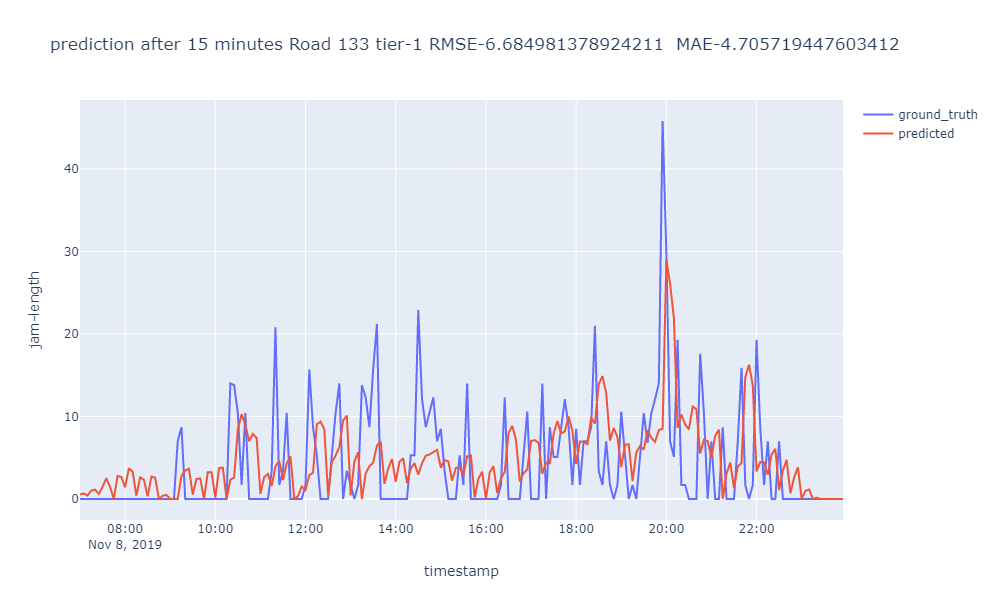 prediction after 15 minutes Road 133 tier-1 RMSE-6.684981378924211  MAE-4.705719447603412
ground_truth
predicted
40
30
20
10
0
jam-length
08:00 10:00 12:00 14:00 16:00 18:00 20:00 22:00
Nov 8, 2019
timestamp